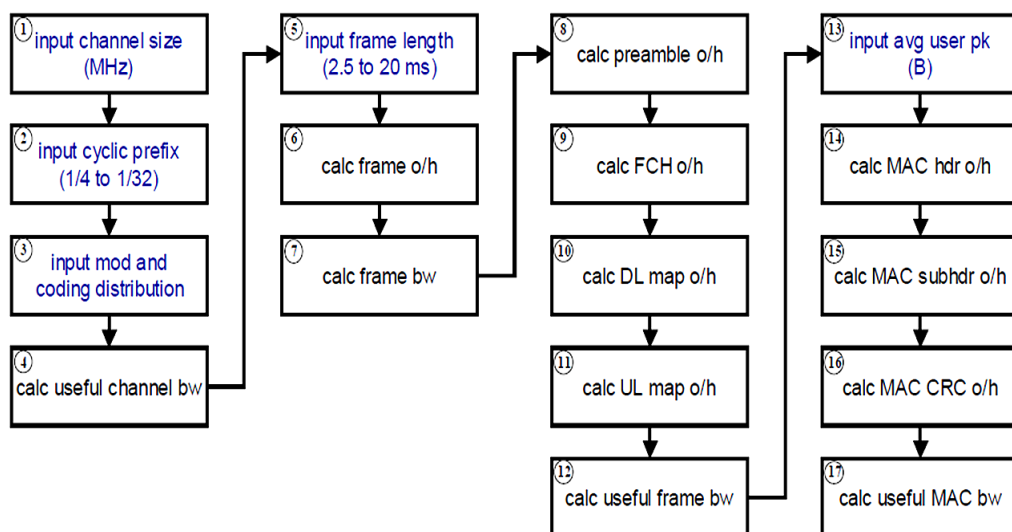 1
input channel size
(MHz)
2
input cyclic prefix
(1/4 to 1/32)
3
input mod and
coding distribution
4
calc useful channel bw
5
input frame length
(2.5 to 20 ms)
6
calc frame o/h
7
calc frame bw
8
calc preamble o/h
9
calc FCH o/h
10
calc DL map o/h
11
calc UL map o/h
12
calc useful frame bw
13
input avg user pk
(B)
14
calc MAC hdr o/h
15
calc MAC subhdr o/h
16
calc MAC CRC o/h
17
calc useful MAC bw